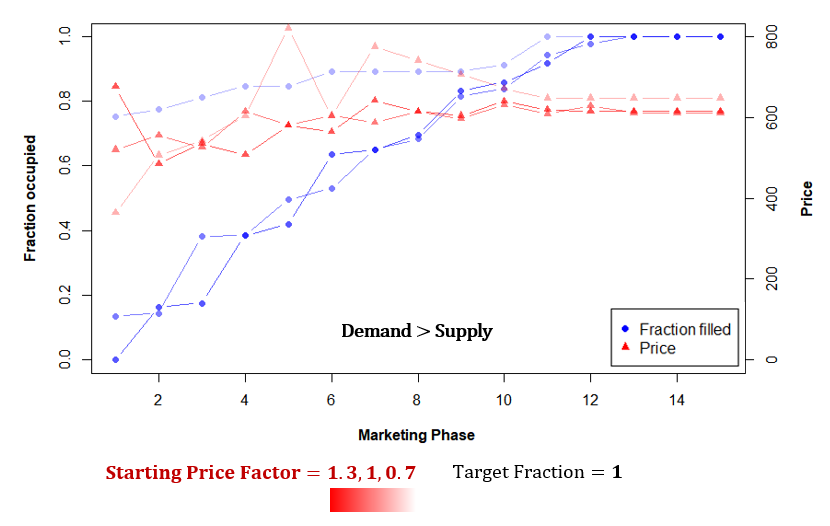 1.0
0.8
0.6
0.4
0.2
0.0
Fraction occupied
800
600
400
200
0
Price
Demand > Supply
Fraction filled
Price
2 4 6 8 10 12 14
Marketing Phase
Starting Price Factor = 1.3, 1, 0.7 Target Fraction = 1